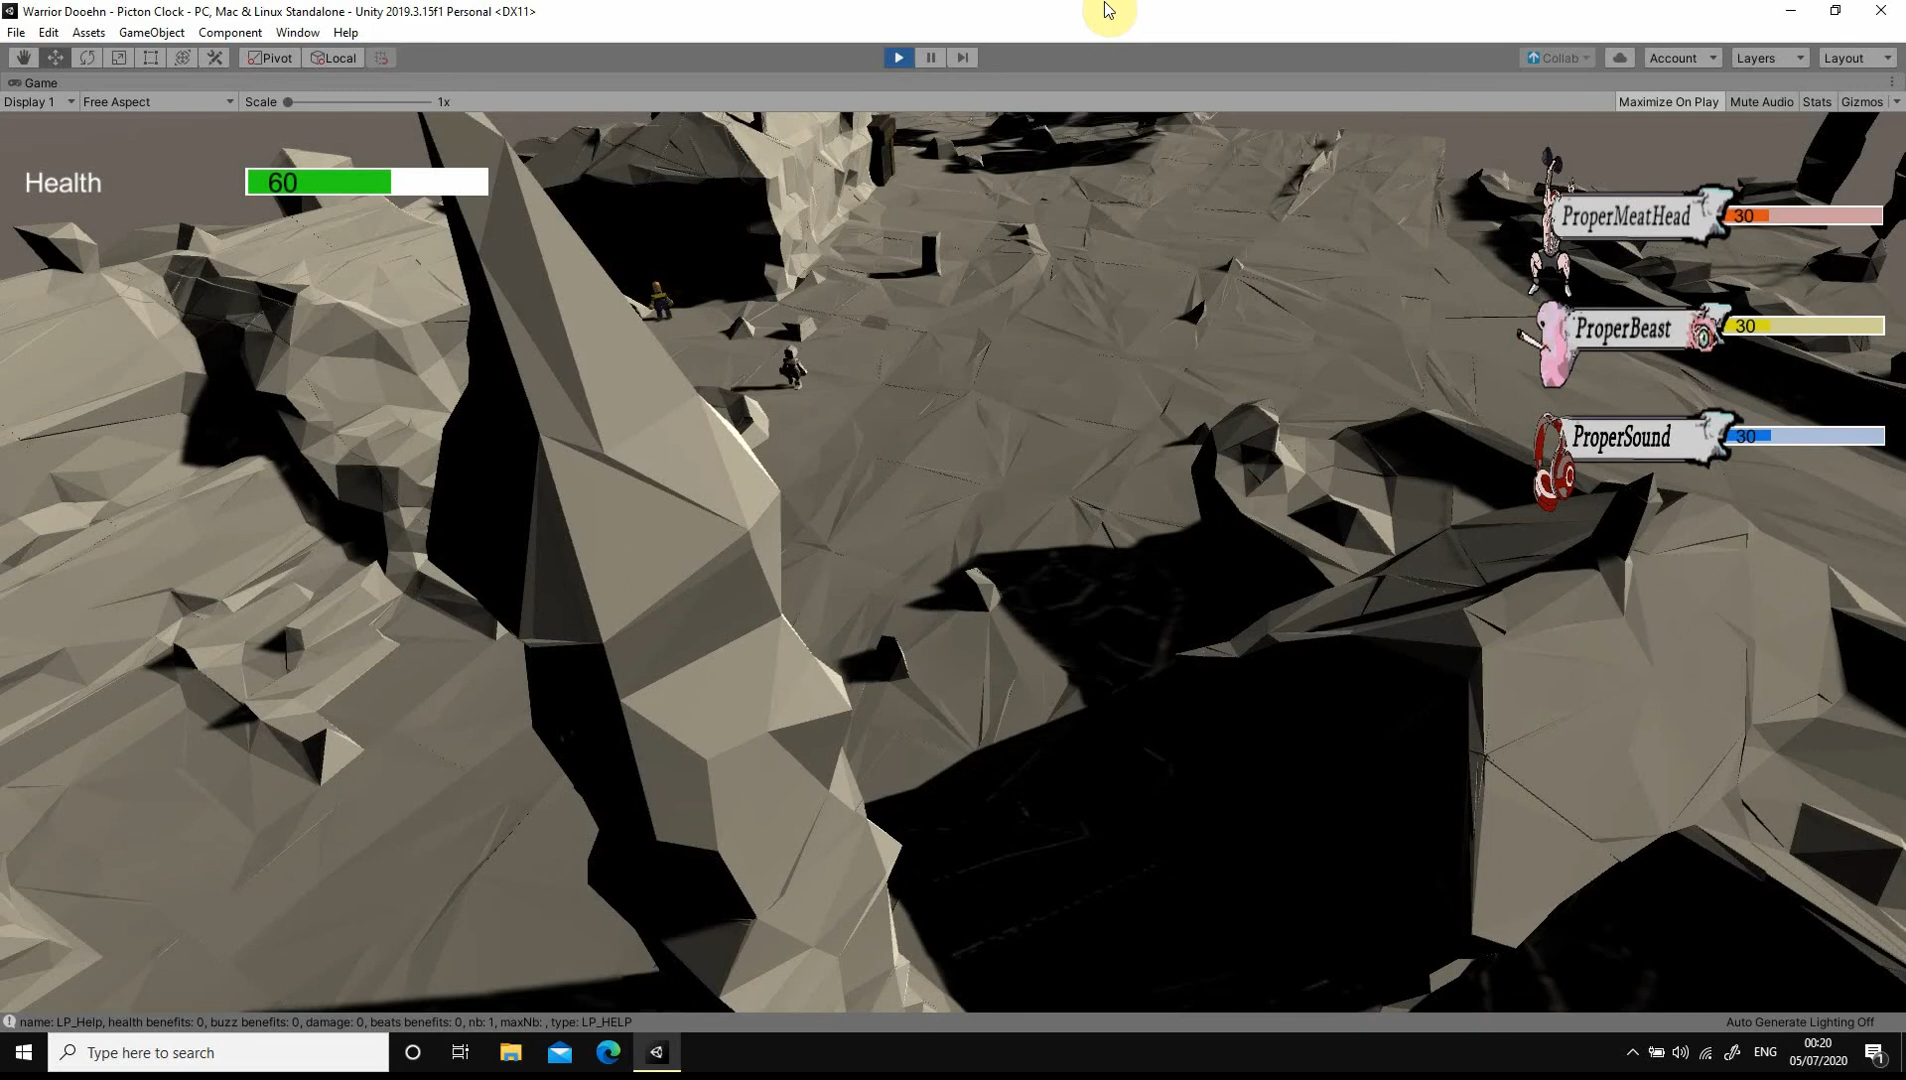 Warrior Dooehn - Picton Clock - PC, Mac & Linux Standalone - Unity 2019.3.15f1 Personal <DX11>
File Edit Assets GameObject Component Window Help
Pivot Local Collab Account Layers Layout
Game
Display 1 Free Aspect Scale 1x Maximize On Play Mute Audio Stats Gizmos
Health 60
ProperMeatHead 30
ProperBeast 30
ProperSound 30
name: LP_Help, health benefits: 0, buzz benefits: 0, damage: 0, beats benefits: 0, nb: 1, maxNb: , type: LP_HELP
Auto Generate Lighting Off
Type here to search
ENG
00:20
05/07/2020
1